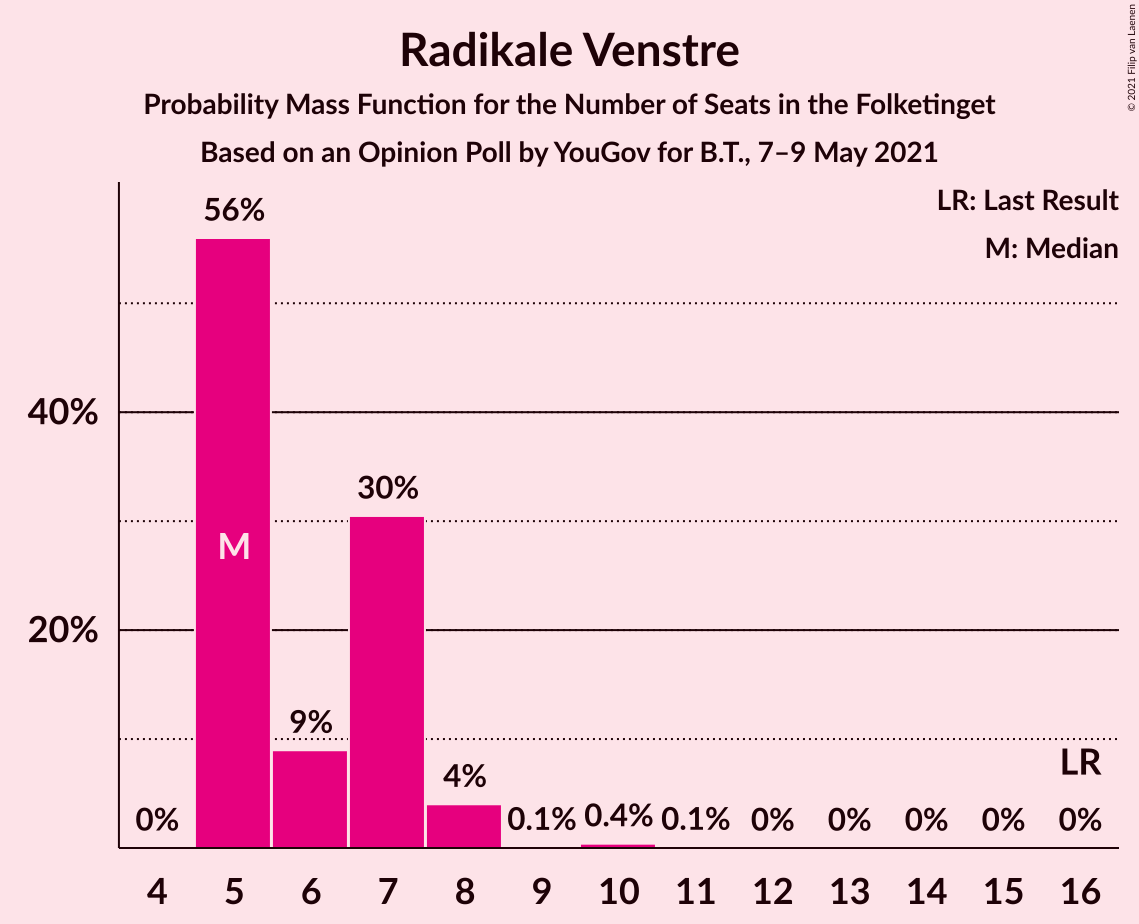 Radikale Venstre
Probability Mass Function for the Number of Seats in the Folketinget
Based on an Opinion Poll by YouGov for B.T., 7–9 May 2021
© 2021 Filip van Laenen
LR: Last Result
M: Median
56%
40%
30%
M
20%
9%
LR
4%
0% 0.1% 0.4% 0.1% 0% 0% 0% 0% 0%
4 5 6 7 8 9 10 11 12 13 14 15 16